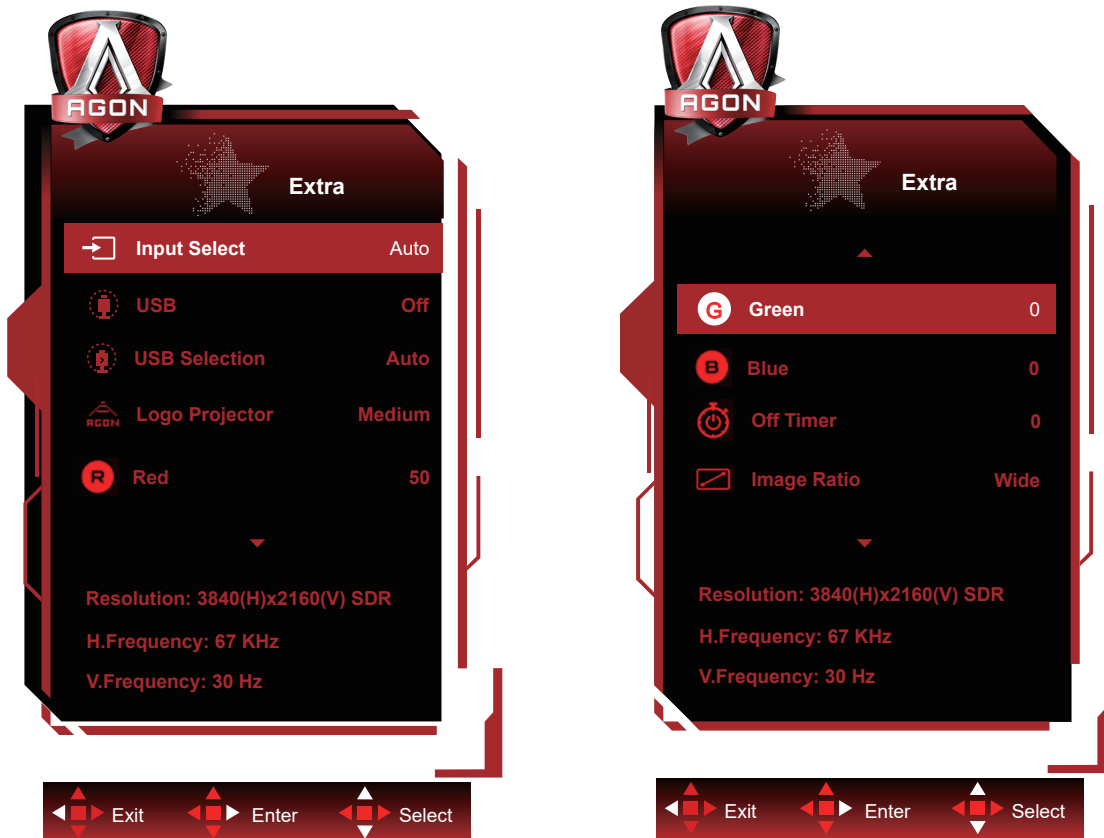 AGON
Extra
Input Select Auto
USB Off
USB Selection Auto
AGON Logo Projector Medium
R Red 50
Resolution: 3840(H)x2160(V) SDR
H.Frequency: 67 KHz
V.Frequency: 30 Hz
Exit Enter Select
AGON
Extra
G Green 0
B Blue 0
Off Timer 0
Image Ratio Wide
Resolution: 3840(H)x2160(V) SDR
H.Frequency: 67 KHz
V.Frequency: 30 Hz
Exit Enter Select